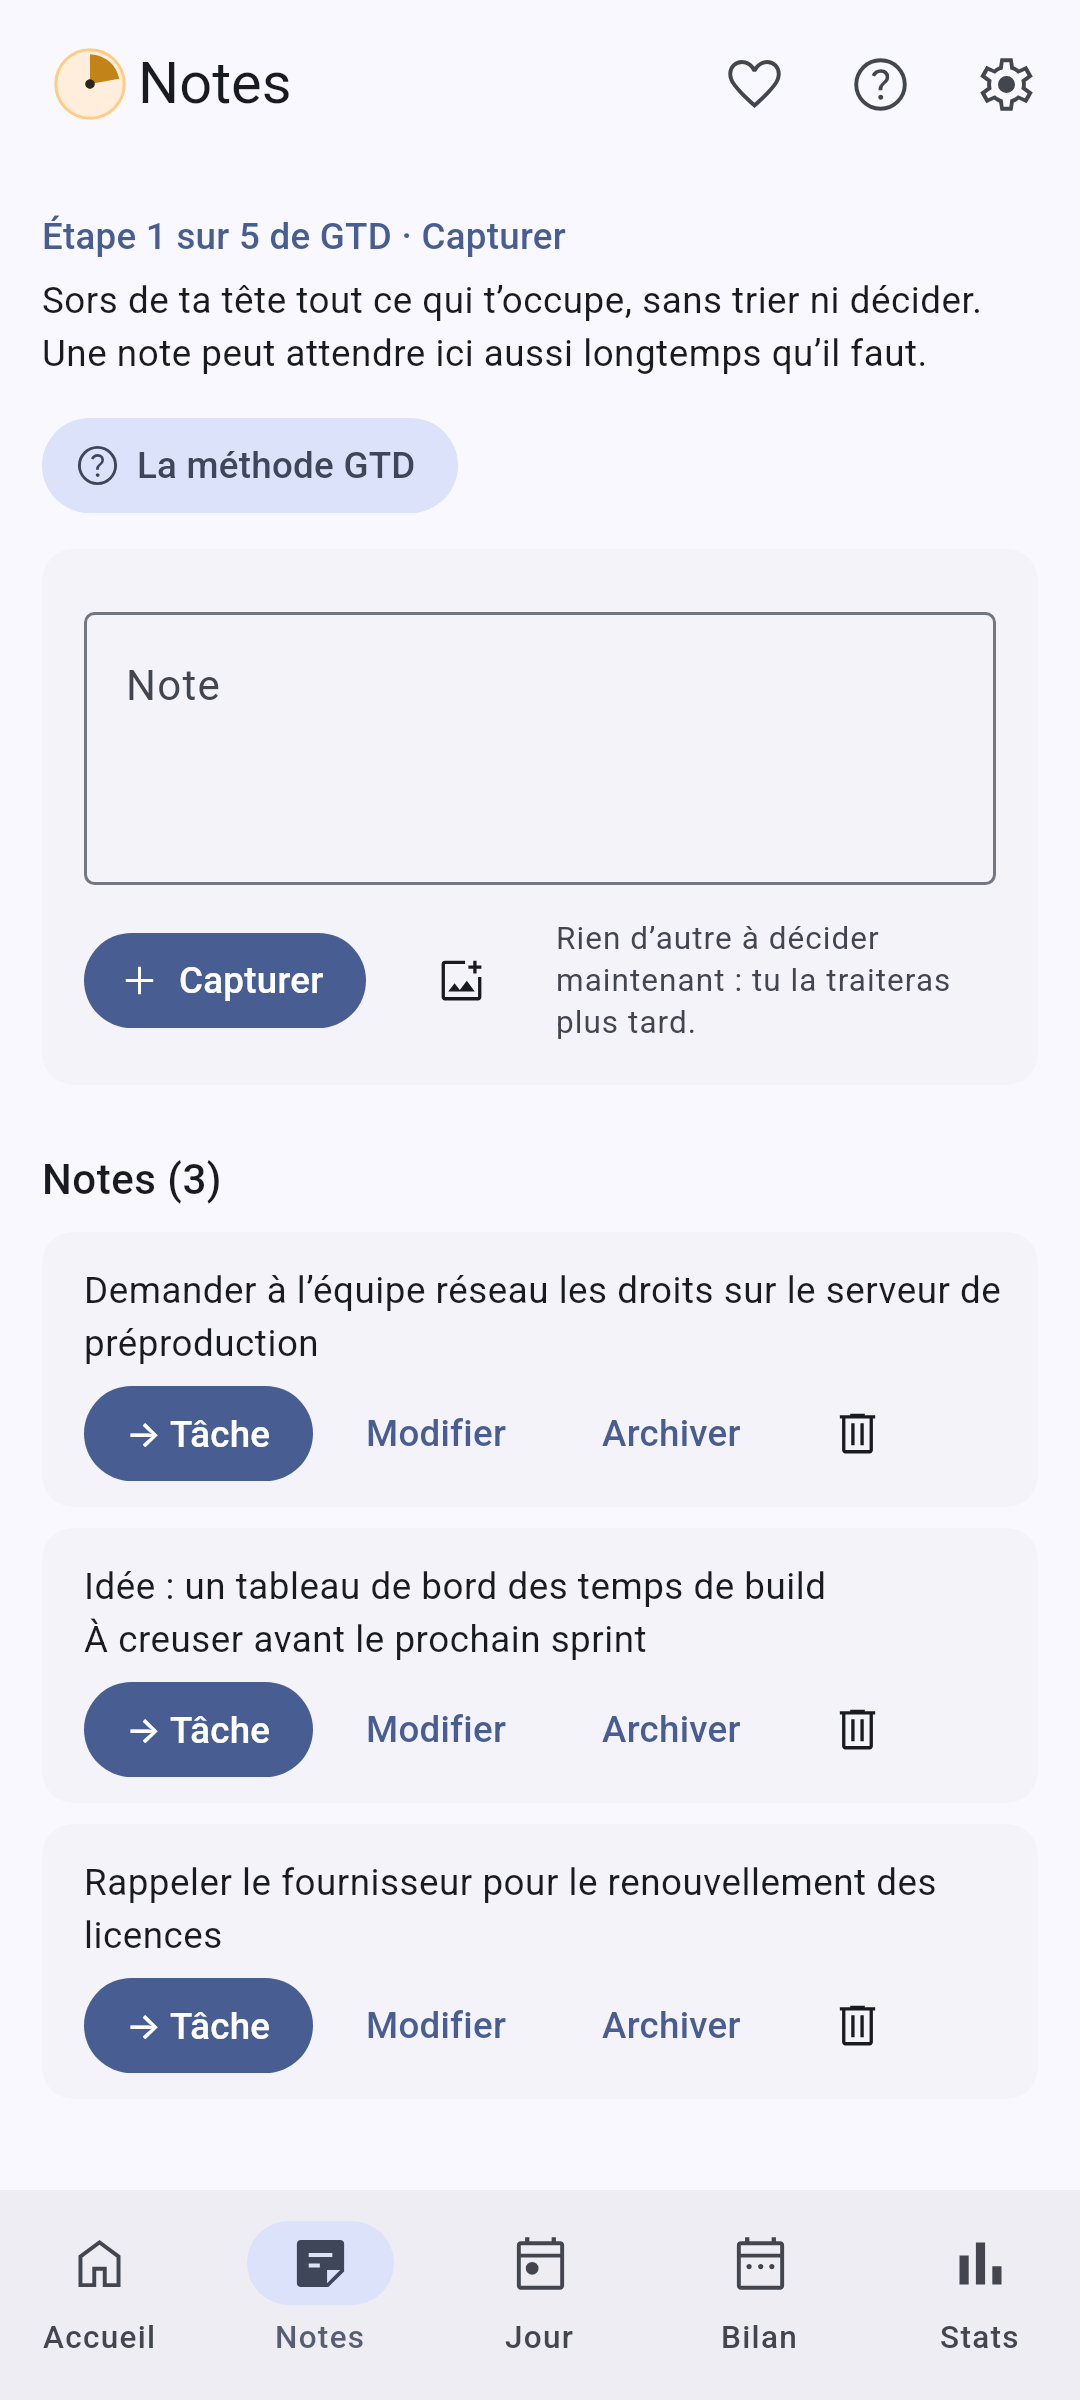 Notes
Étape 1 sur 5 de GTD · Capturer
Sors de ta tête tout ce qui t’occupe, sans trier ni décider.
Une note peut attendre ici aussi longtemps qu’il faut.
La méthode GTD
Note
Capturer
Rien d’autre à décider
maintenant : tu la traiteras
plus tard.
Notes (3)
Demander à l’équipe réseau les droits sur le serveur de
préproduction
→ Tâche Modifier Archiver
Idée : un tableau de bord des temps de build
À creuser avant le prochain sprint
→ Tâche Modifier Archiver
Rappeler le fournisseur pour le renouvellement des
licences
→ Tâche Modifier Archiver
Accueil Notes Jour Bilan Stats